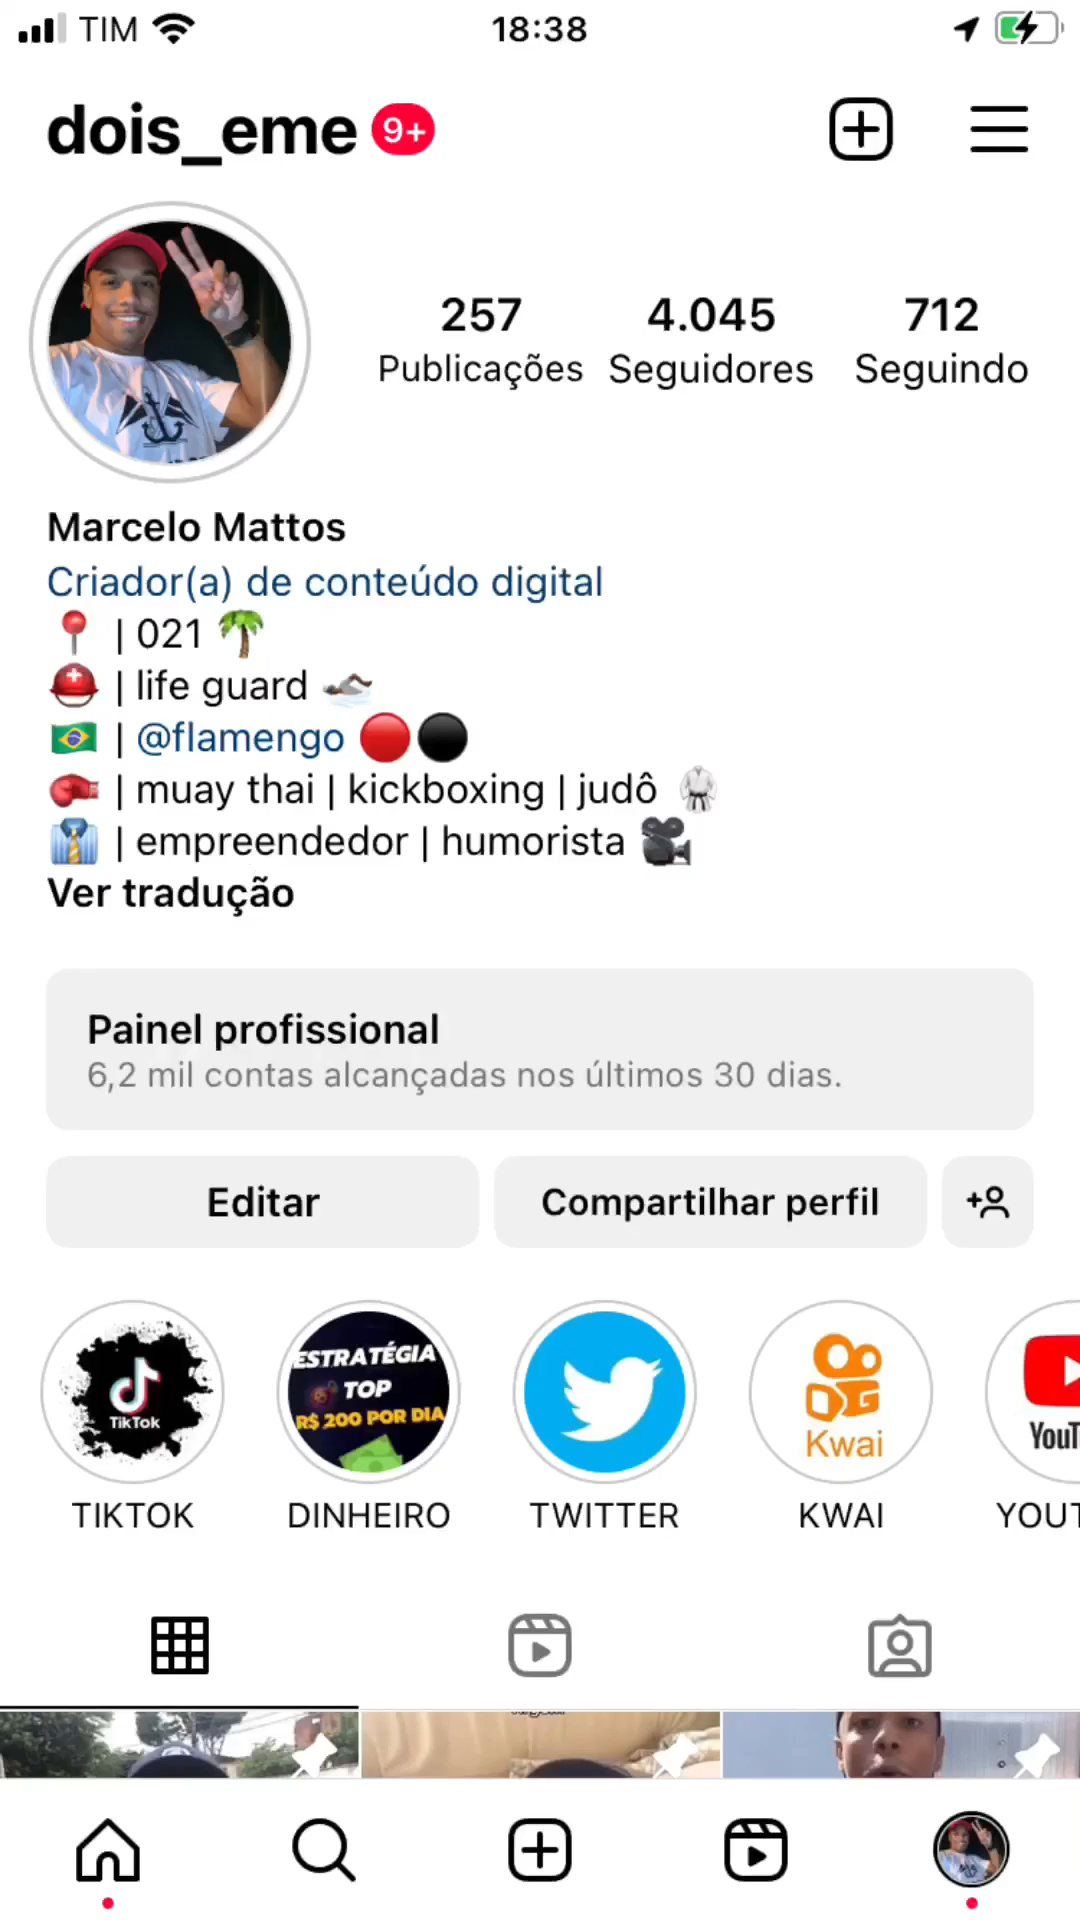 TIM 18:38
dois_eme 9+
257 4.045 712
Publicações Seguidores Seguindo
Marcelo Mattos
Criador(a) de conteúdo digital
📍 | 021 🌴
⛑️ | life guard 🏊🏾
🇧🇷 | @flamengo 🔴⚫
🥊 | muay thai | kickboxing | judô 🥋
👔 | empreendedor | humorista 🎥
Ver tradução
Painel profissional
6,2 mil contas alcançadas nos últimos 30 dias.
Editar Compartilhar perfil
TikTok
ESTRATÉGIA
TOP
R$ 200 POR DIA
Kwai
YouT
TIKTOK DINHEIRO TWITTER KWAI YOUT